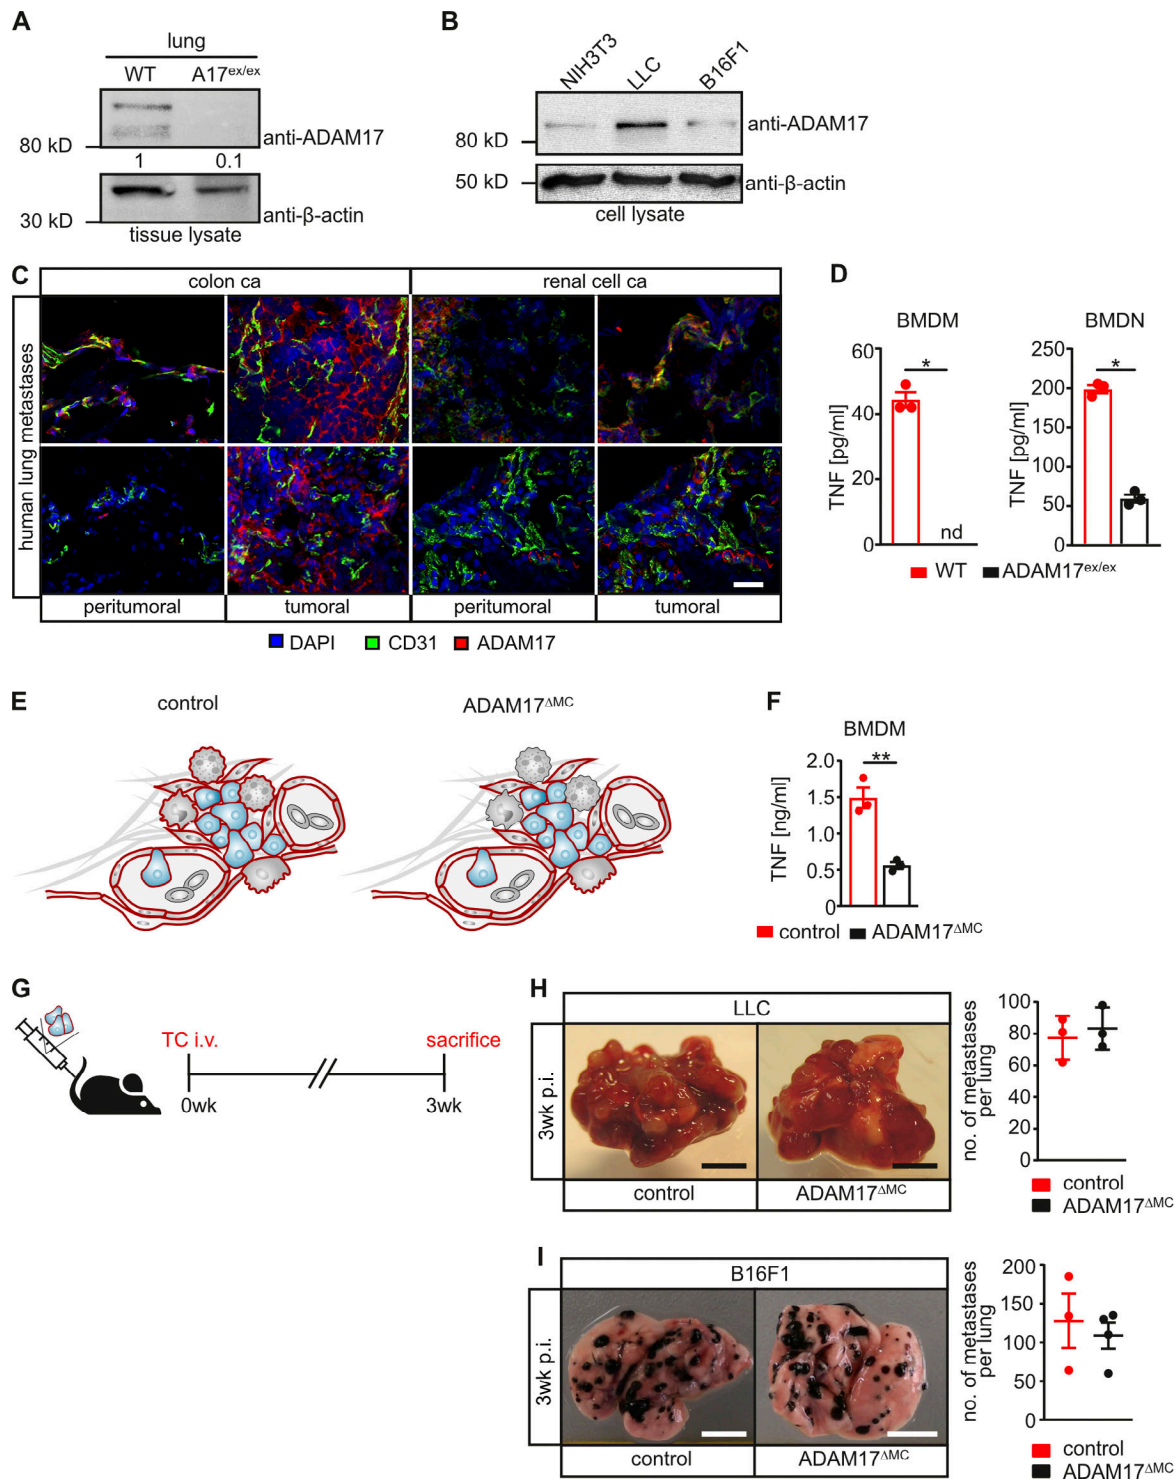 A
lung
WT A17ex/ex
80 kD
anti-ADAM17
1 0.1
30 kD
anti-β-actin
tissue lysate
B
NIH3T3 LLC B16F1
80 kD
anti-ADAM17
50 kD
anti-β-actin
cell lysate
C
colon ca renal cell ca
human lung metastases
peritumoral tumoral peritumoral tumoral
DAPI CD31 ADAM17
D
BMDM
TNF [pg/ml]
60
40
20
0
*
nd
BMDN
TNF [pg/ml]
250
200
150
100
50
0
*
WT ADAM17ex/ex
E
control ADAM17ΔMC
F
BMDM
TNF [ng/ml]
2.0
1.5
1.0
0.5
0
**
control ADAM17ΔMC
G
TC i.v. sacrifice
0wk 3wk
H
LLC
3wk p.i.
control ADAM17ΔMC
no. of metastases
per lung
100
80
60
40
20
0
control
ADAM17ΔMC
I
B16F1
3wk p.i.
control ADAM17ΔMC
no. of metastases
per lung
200
150
100
50
0
control
ADAM17ΔMC